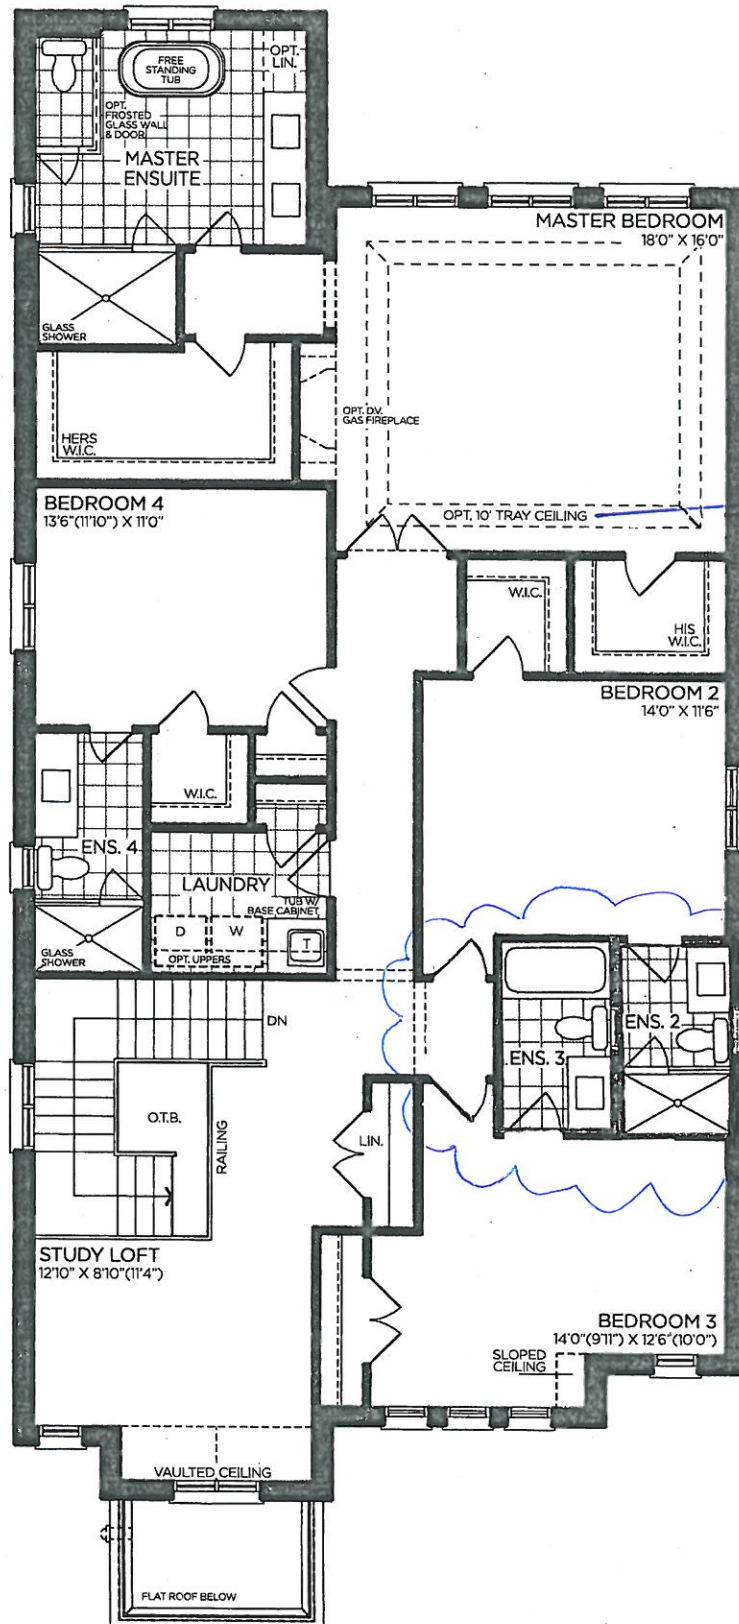 FREE
STANDING
TUB
OPT.
LIN.
OPT.
FROSTED
GLASS WALL
& DOOR
MASTER
ENSUITE
MASTER BEDROOM
18'0" X 16'0"
GLASS
SHOWER
HERS
W.I.C.
OPT. D.V.
GAS FIREPLACE
BEDROOM 4
13'6"(11'10") X 11'0"
OPT. 10' TRAY CEILING
W.I.C.
HIS
W.I.C.
BEDROOM 2
14'0" X 11'6"
W.I.C.
ENS. 4
LAUNDRY
TUB W/
BASE CABINET
D
W
T
OPT. UPPERS
GLASS
SHOWER
DN
ENS. 3
ENS. 2
O.T.B.
RAILING
LIN.
STUDY LOFT
12'10" X 8'10"(11'4")
BEDROOM 3
14'0"(9'11") X 12'6"(10'0")
SLOPED
CEILING
VAULTED CEILING
FLAT ROOF BELOW